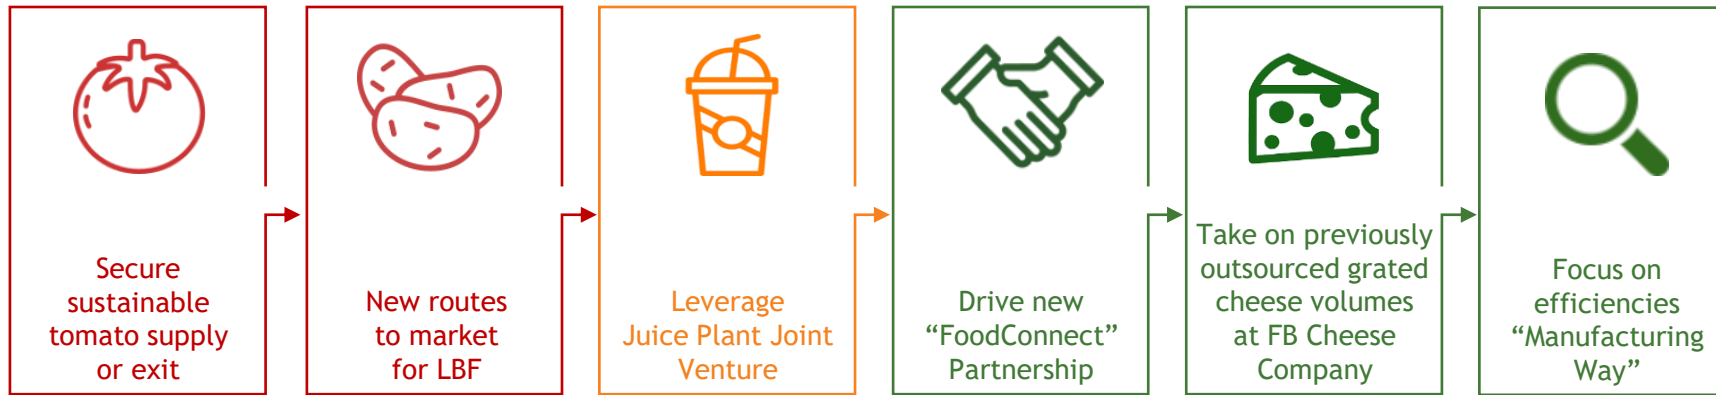 Secure
sustainable
tomato supply
or exit
New routes
to market
for LBF
Leverage
Juice Plant Joint
Venture
Drive new
“FoodConnect”
Partnership
Take on previously
outsourced grated
cheese volumes
at FB Cheese
Company
Focus on
efficiencies
“Manufacturing
Way”